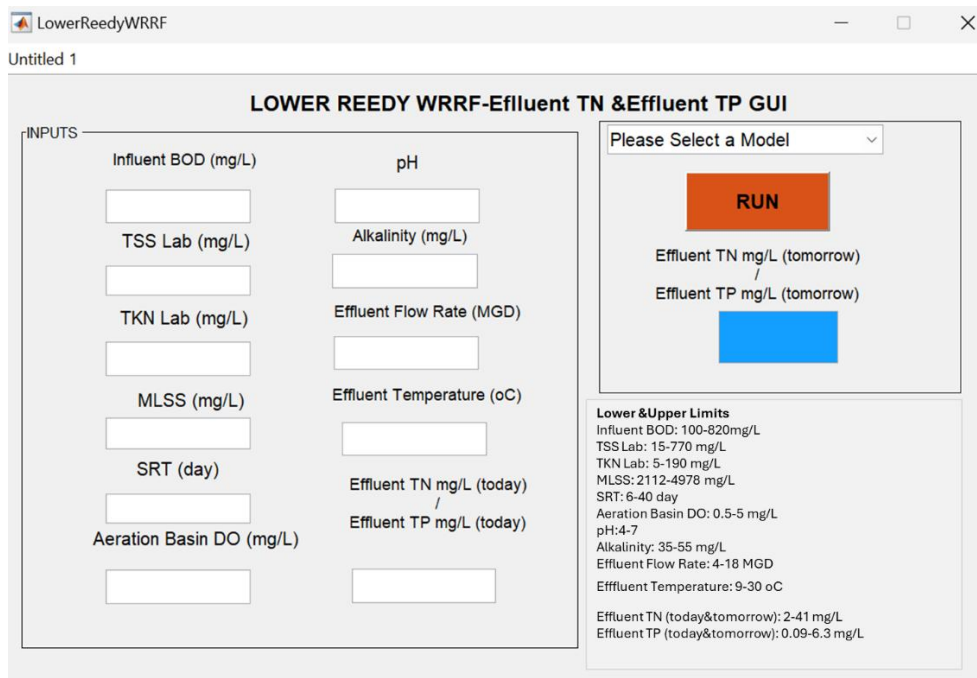 LowerReedyWRRF
Untitled 1
LOWER REEDY WRRF-Eflluent TN &Effluent TP GUI
INPUTS
Influent BOD (mg/L)
TSS Lab (mg/L)
TKN Lab (mg/L)
MLSS (mg/L)
SRT (day)
Aeration Basin DO (mg/L)
pH
Alkalinity (mg/L)
Effluent Flow Rate (MGD)
Effluent Temperature (oC)
Effluent TN mg/L (today)
/
Effluent TP mg/L (today)
Please Select a Model
RUN
Effluent TN mg/L (tomorrow)
/
Effluent TP mg/L (tomorrow)
Lower &Upper Limits
Influent BOD: 100-820mg/L
TSS Lab: 15-770 mg/L
TKN Lab: 5-190 mg/L
MLSS: 2112-4978 mg/L
SRT: 6-40 day
Aeration Basin DO: 0.5-5 mg/L
pH:4-7
Alkalinity: 35-55 mg/L
Effluent Flow Rate: 4-18 MGD
Efffluent Temperature: 9-30 oC
Effluent TN (today&tomorrow): 2-41 mg/L
Effluent TP (today&tomorrow): 0.09-6.3 mg/L